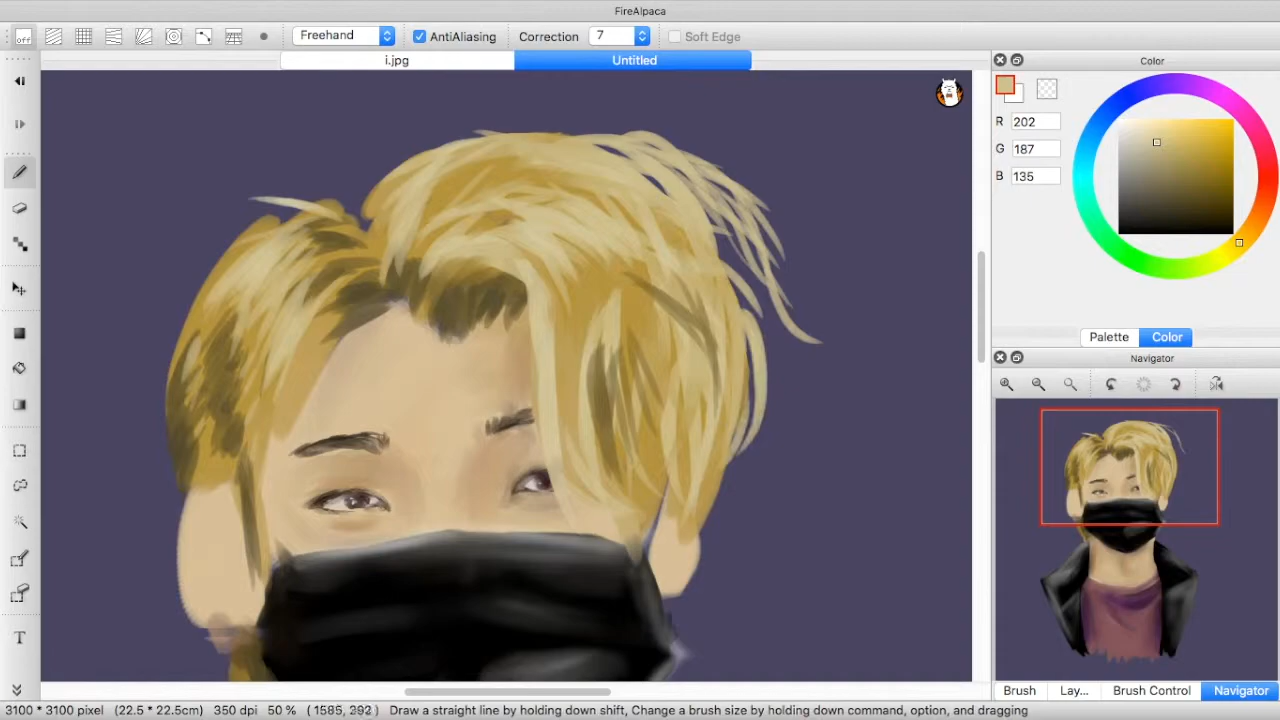 FireAlpaca
OFF
Freehand
AntiAliasing
Correction
7
Soft Edge
i.jpg
Untitled
Color
R 202
G 187
B 135
Palette
Color
Navigator
T
Brush
Lay...
Brush Control
Navigator
3100 * 3100 pixel (22.5 * 22.5cm) 350 dpi 50 % ( 1585, 292 ) Draw a straight line by holding down shift, Change a brush size by holding down command, option, and dragging